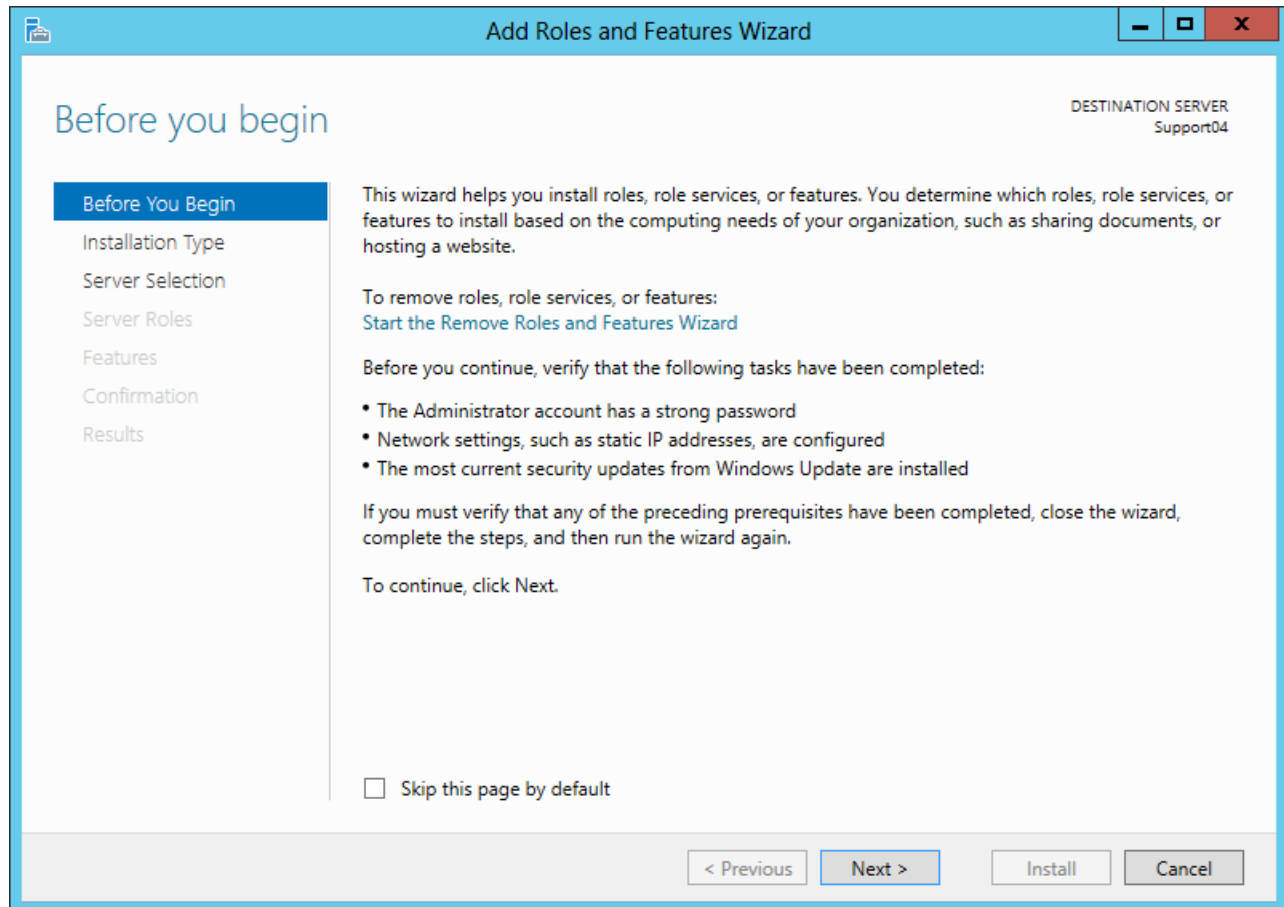 Add Roles and Features Wizard
X
Before you begin
DESTINATION SERVER
Support04
Before You Begin
Installation Type
Server Selection
Server Roles
Features
Confirmation
Results
This wizard helps you install roles, role services, or features. You determine which roles, role services, or
features to install based on the computing needs of your organization, such as sharing documents, or
hosting a website.
To remove roles, role services, or features:
Start the Remove Roles and Features Wizard
Before you continue, verify that the following tasks have been completed:
• The Administrator account has a strong password
• Network settings, such as static IP addresses, are configured
• The most current security updates from Windows Update are installed
If you must verify that any of the preceding prerequisites have been completed, close the wizard,
complete the steps, and then run the wizard again.
To continue, click Next.
Skip this page by default
< Previous
Next >
Install
Cancel